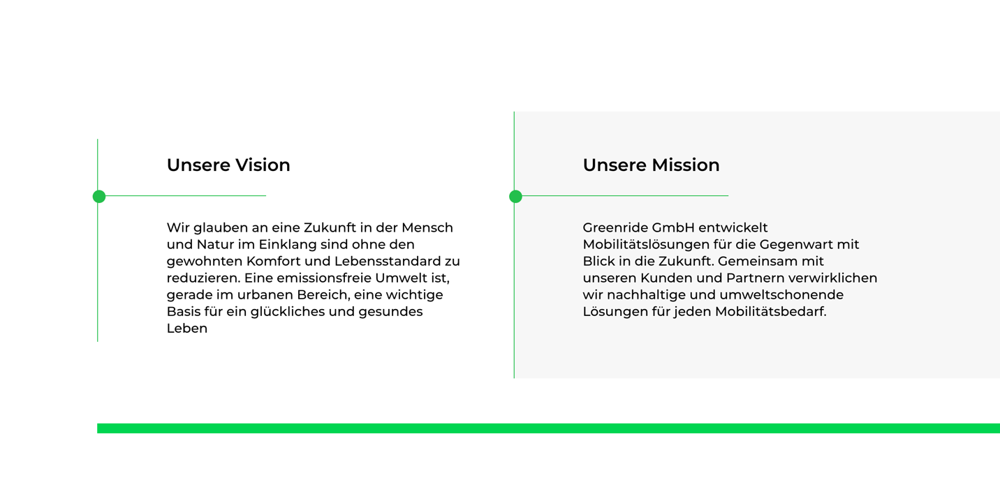 Unsere Vision
Wir glauben an eine Zukunft in der Mensch
und Natur im Einklang sind ohne den
gewohnten Komfort und Lebensstandard zu
reduzieren. Eine emissionsfreie Umwelt ist,
gerade im urbanen Bereich, eine wichtige
Basis für ein glückliches und gesundes
Leben
Unsere Mission
Greenride GmbH entwickelt
Mobilitätslösungen für die Gegenwart mit
Blick in die Zukunft. Gemeinsam mit
unseren Kunden und Partnern verwirklichen
wir nachhaltige und umweltschonende
Lösungen für jeden Mobilitätsbedarf.